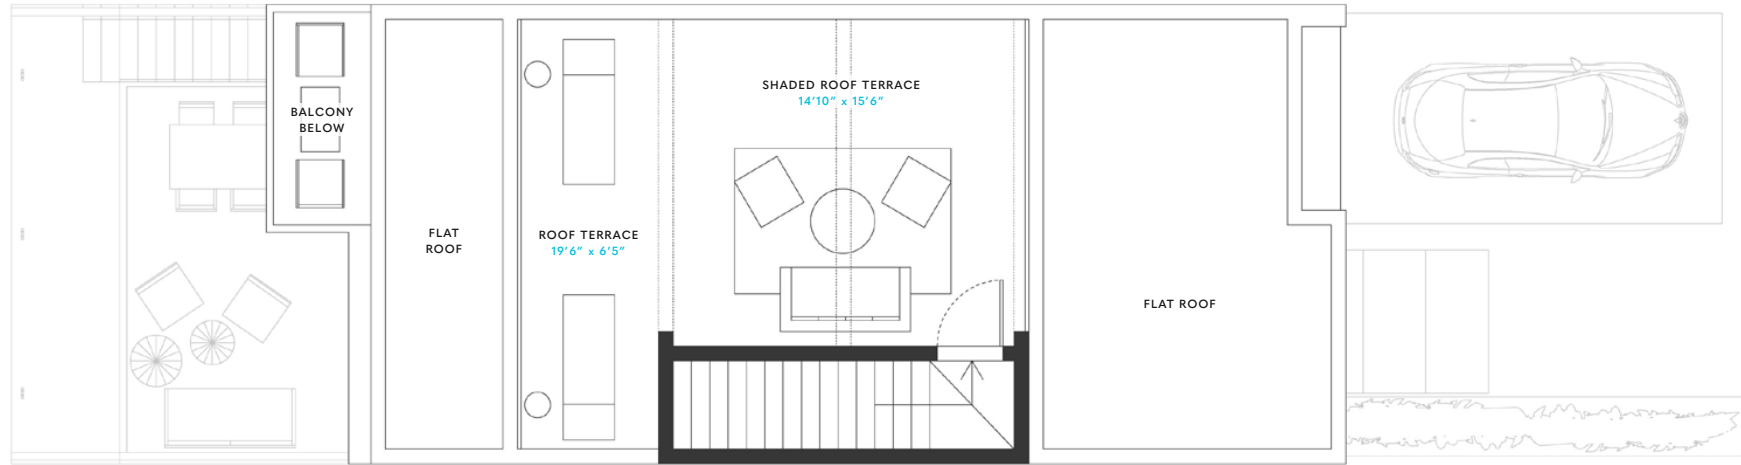 SHADED ROOF TERRACE
14'10" x 15'6"
BALCONY
BELOW
FLAT
ROOF
ROOF TERRACE
19'6" x 6'5"
FLAT ROOF